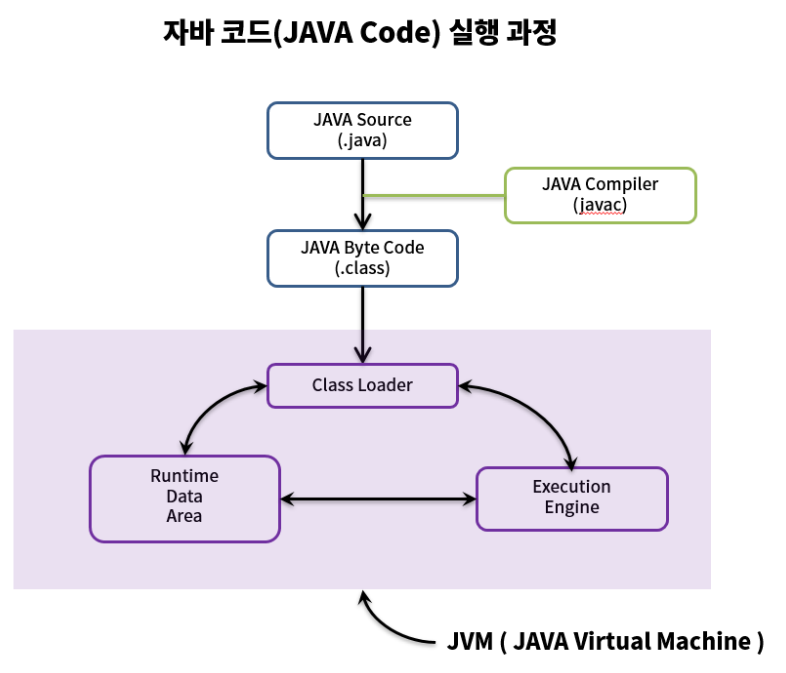 자바 코드(JAVA Code) 실행 과정
JAVA Source
(.java)
JAVA Compiler
(javac)
JAVA Byte Code
(.class)
Class Loader
Runtime
Data
Area
Execution
Engine
JVM ( JAVA Virtual Machine )